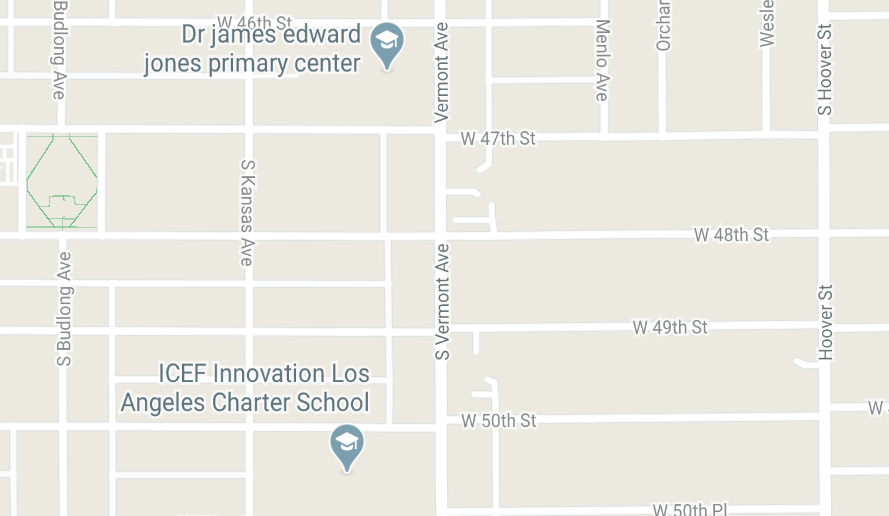 W 46th St
Dr james edward
jones primary center
Budlong Ave
Vermont Ave
Menlo Ave
Orchar
Wesle
S Hoover St
W 47th St
S Kansas Ave
W 48th St
S Budlong Ave
S Vermont Ave
W 49th St
Hoover St
ICEF Innovation Los
Angeles Charter School
W 50th St
W
W 50th Pl